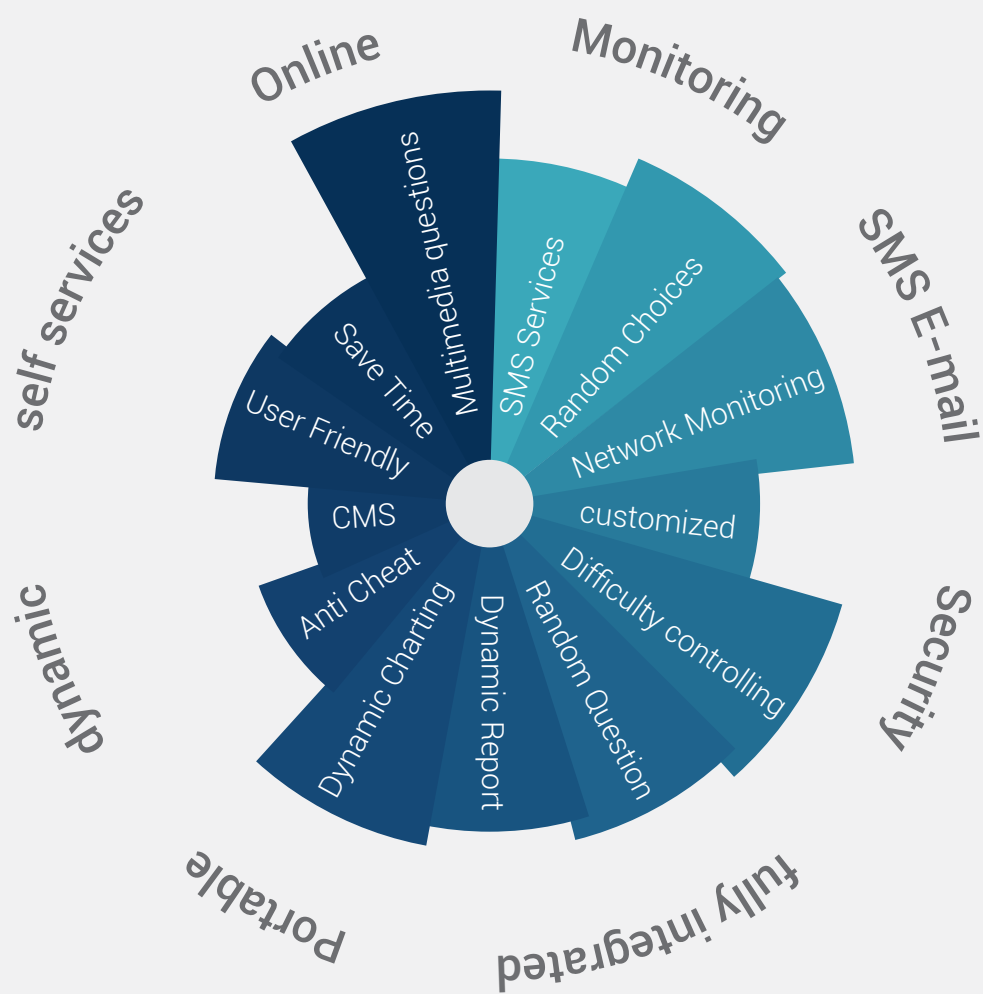 Online
Monitoring
SMS E-mail
Security
fully integrated
Portable
dynamic
self services
Multimedia questions
SMS Services
Random Choices
Network Monitoring
customized
Difficulty controlling
Random Question
Dynamic Report
Dynamic Charting
Anti Cheat
CMS
User Friendly
Save Time